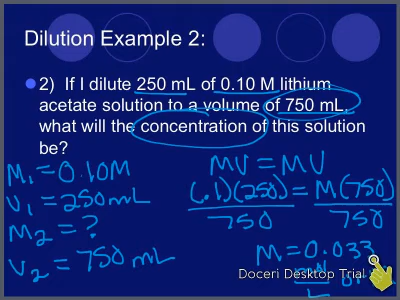 Dilution Example 2:
2) If I dilute 250 mL of 0.10 M lithium
acetate solution to a volume of 750 mL,
what will the concentration of this solution
be?
M₁ = 0.10M
V₁ = 250mL
M₂ = ?
V₂ = 750 mL
MV = MV
(.1)(250) = M(750)
750 750
M = 0.033
Doceri Desktop Trial
L